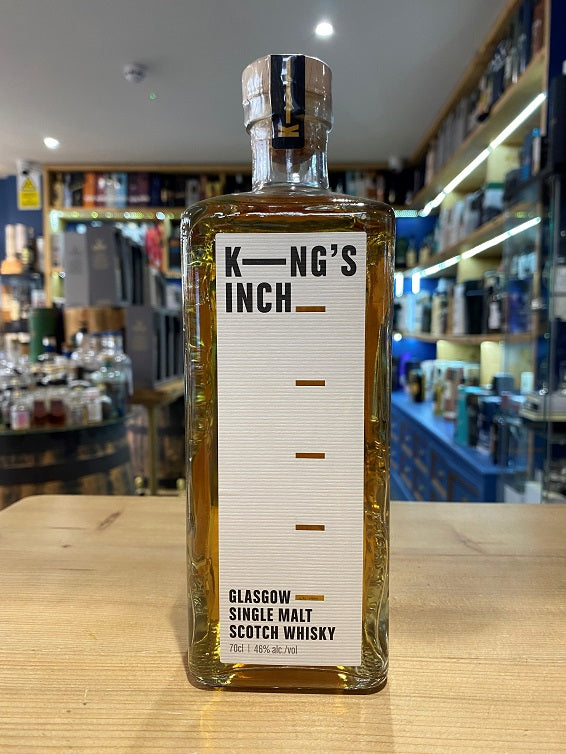 K—NG'S
INCH
GLASGOW
SINGLE MALT
SCOTCH WHISKY
70cl | 46% alc./vol